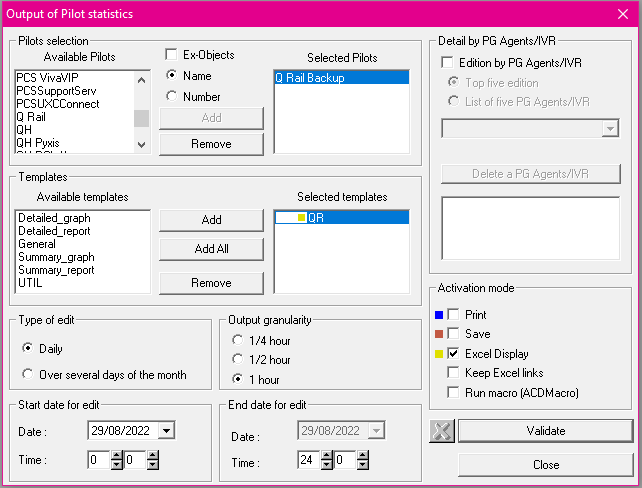 Output of Pilot statistics
Pilots selection
Available Pilots
PCS VivaVIP
PCSSupportServ
PCSUXCConnect
Q Rail
QH
QH Pyxis
Ex-Objects
Name
Number
Add
Remove
Selected Pilots
Q Rail Backup
Templates
Available templates
Detailed_graph
Detailed_report
General
Summary_graph
Summary_report
UTIL
Add
Add All
Remove
Selected templates
QR
Type of edit
Daily
Over several days of the month
Output granularity
1/4 hour
1/2 hour
1 hour
Start date for edit
Date : 29/08/2022
Time : 0 0
End date for edit
Date : 29/08/2022
Time : 24 0
Detail by PG Agents/IVR
Edition by PG Agents/IVR
Top five edition
List of five PG Agents/IVR
Delete a PG Agents/IVR
Activation mode
Print
Save
Excel Display
Keep Excel links
Run macro (ACDMacro)
Validate
Close